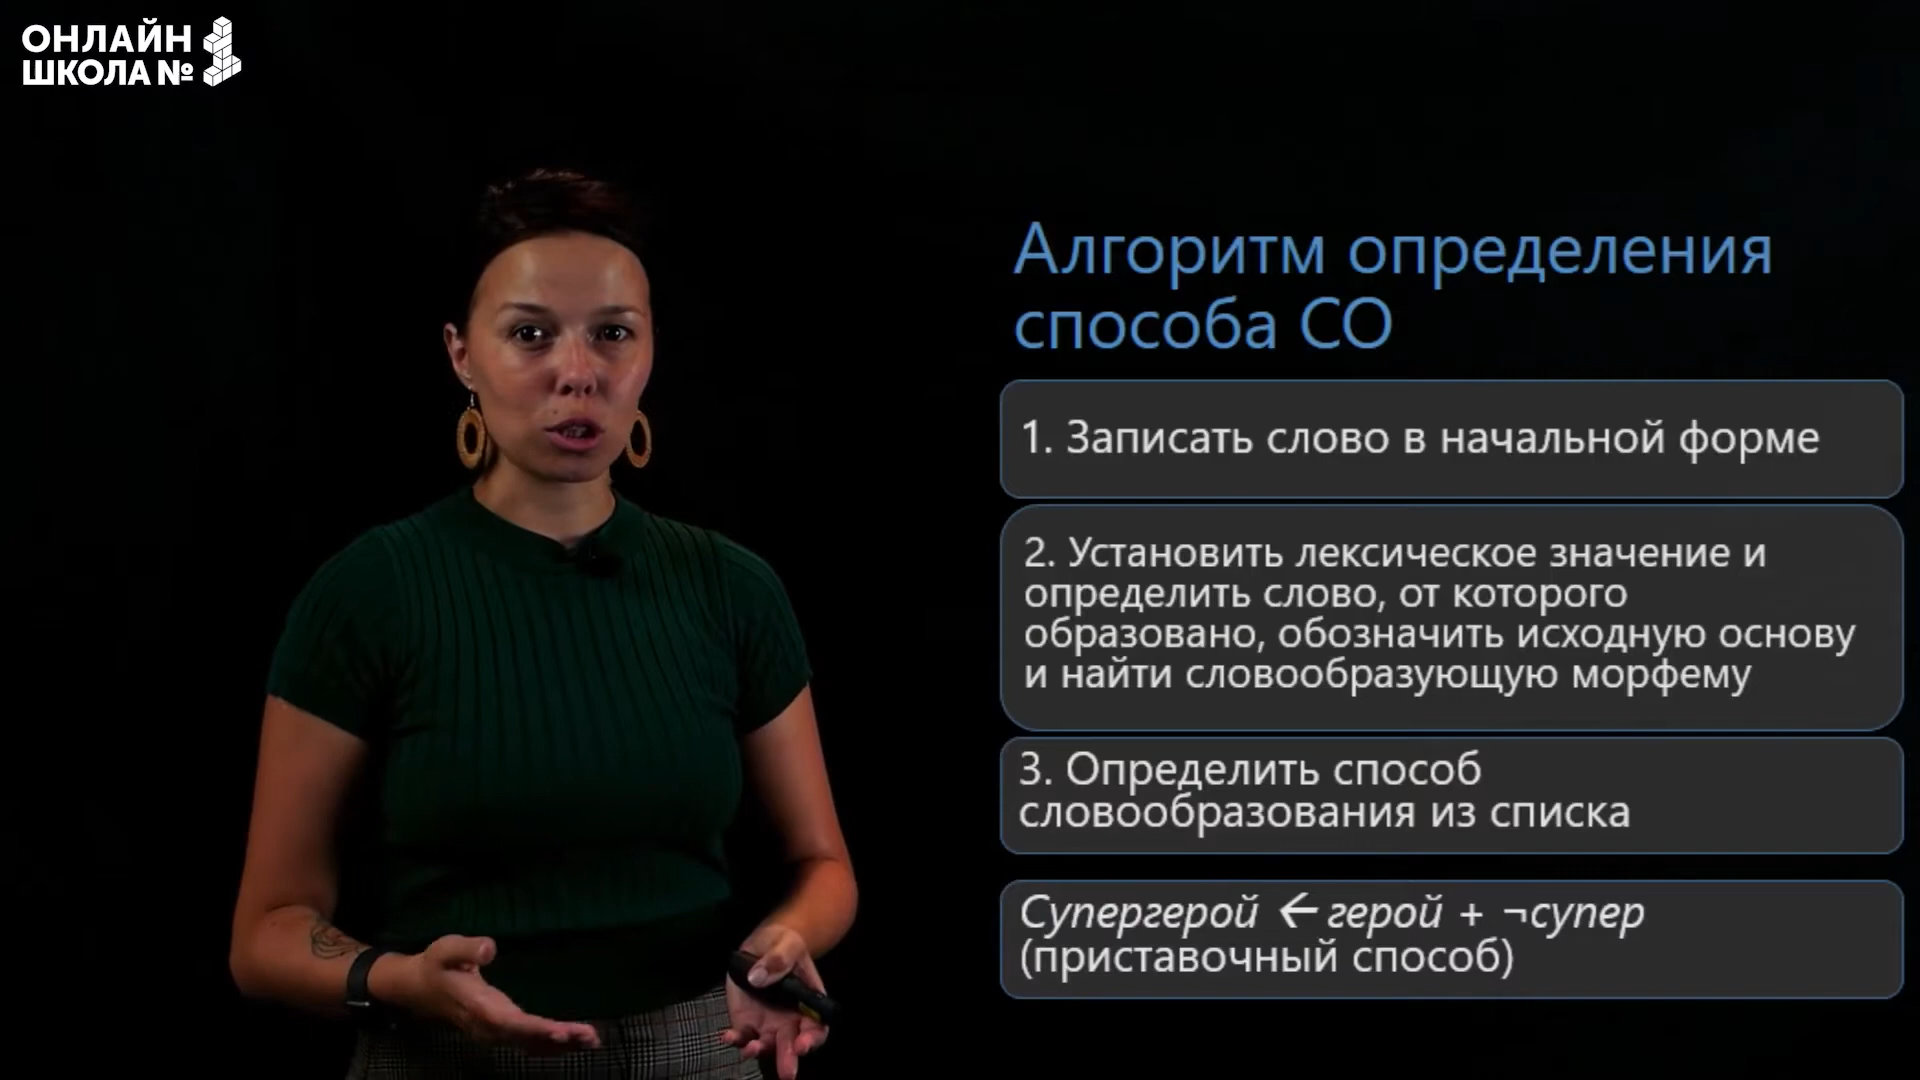 ОНЛАЙН
ШКОЛА №
Алгоритм определения
способа СО
1. Записать слово в начальной форме
2. Установить лексическое значение и
определить слово, от которого
образовано, обозначить исходную основу
и найти словообразующую морфему
3. Определить способ
словообразования из списка
Супергерой ← герой + ¬супер
(приставочный способ)